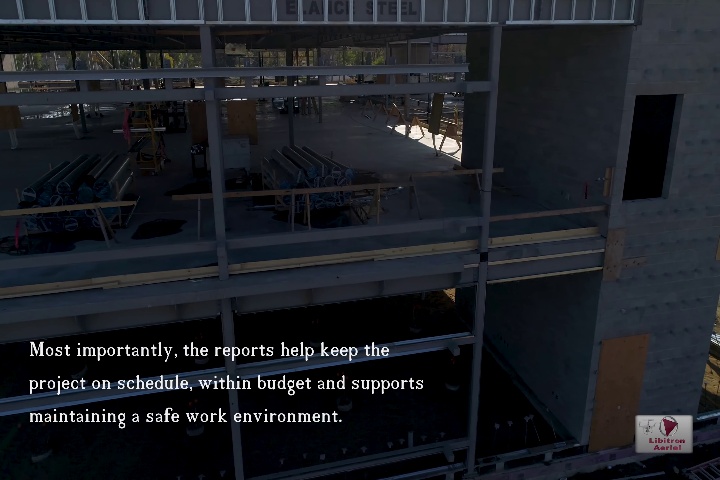 STEEL
Most importantly, the reports help keep the
project on schedule, within budget and supports
maintaining a safe work environment.
Libitron
Aerial